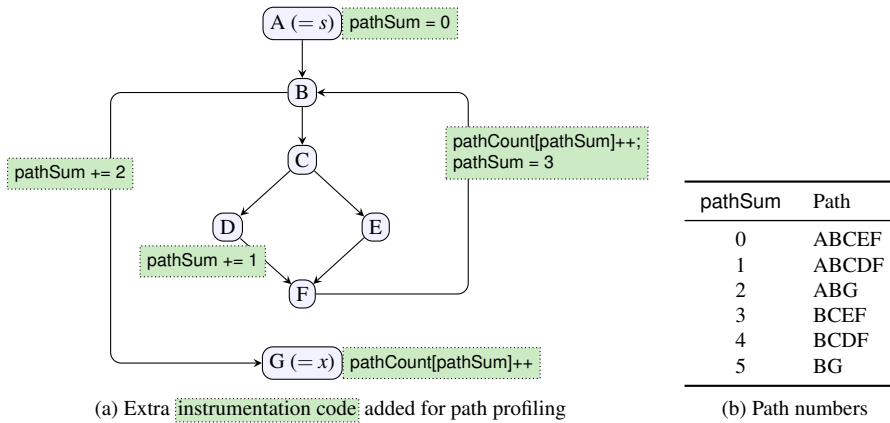 A (= s) pathSum = 0
B
pathCount[pathSum]++;
pathSum = 3
C
pathSum += 2
D
E
pathSum += 1
F
G (= x) pathCount[pathSum]++
(a) Extra instrumentation code added for path profiling
pathSum Path
0 ABCEF
1 ABCDF
2 ABG
3 BCEF
4 BCDF
5 BG
(b) Path numbers